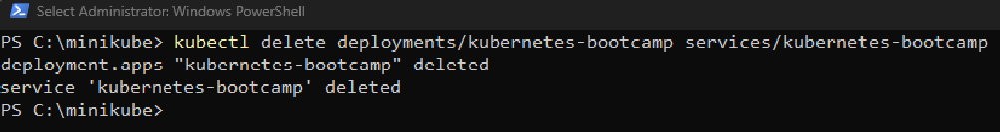 Select Administrator: Windows PowerShell
PS C:\minikube> kubectl delete deployments/kubernetes-bootcamp services/kubernetes-bootcamp
deployment.apps "kubernetes-bootcamp" deleted
service 'kubernetes-bootcamp' deleted
PS C:\minikube>